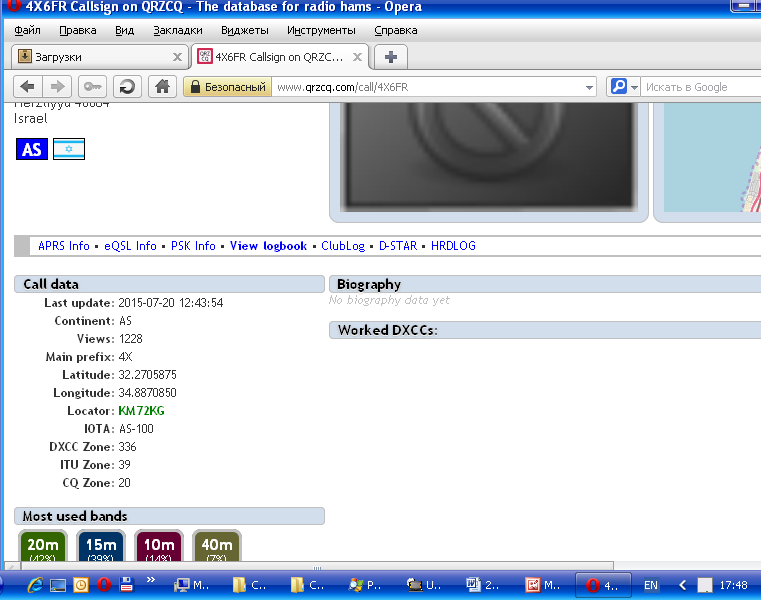 4X6FR Callsign on QRZCQ - The database for radio hams - Opera
Файл Правка Вид Закладки Виджеты Инструменты Справка
Загрузки
QRZ CQ 4X6FR Callsign on QRZC...
Безопасный www.qrzcq.com/call/4X6FR Искать в Google
Israel
AS
APRS Info • eQSL Info • PSK Info • View logbook • ClubLog • D-STAR • HRDLOG
Call data
Last update: 2015-07-20 12:43:54
Continent: AS
Views: 1228
Main prefix: 4X
Latitude: 32.2705875
Longitude: 34.8870850
Locator: KM72KG
IOTA: AS-100
DXCC Zone: 336
ITU Zone: 39
CQ Zone: 20
Biography
No biography data yet
Worked DXCCs:
Most used bands
20m 15m 10m 40m
(42%) (39%) (14%) (7%)
» M.. C.. C.. P.. U.. 2.. M.. 4.. EN 17:48